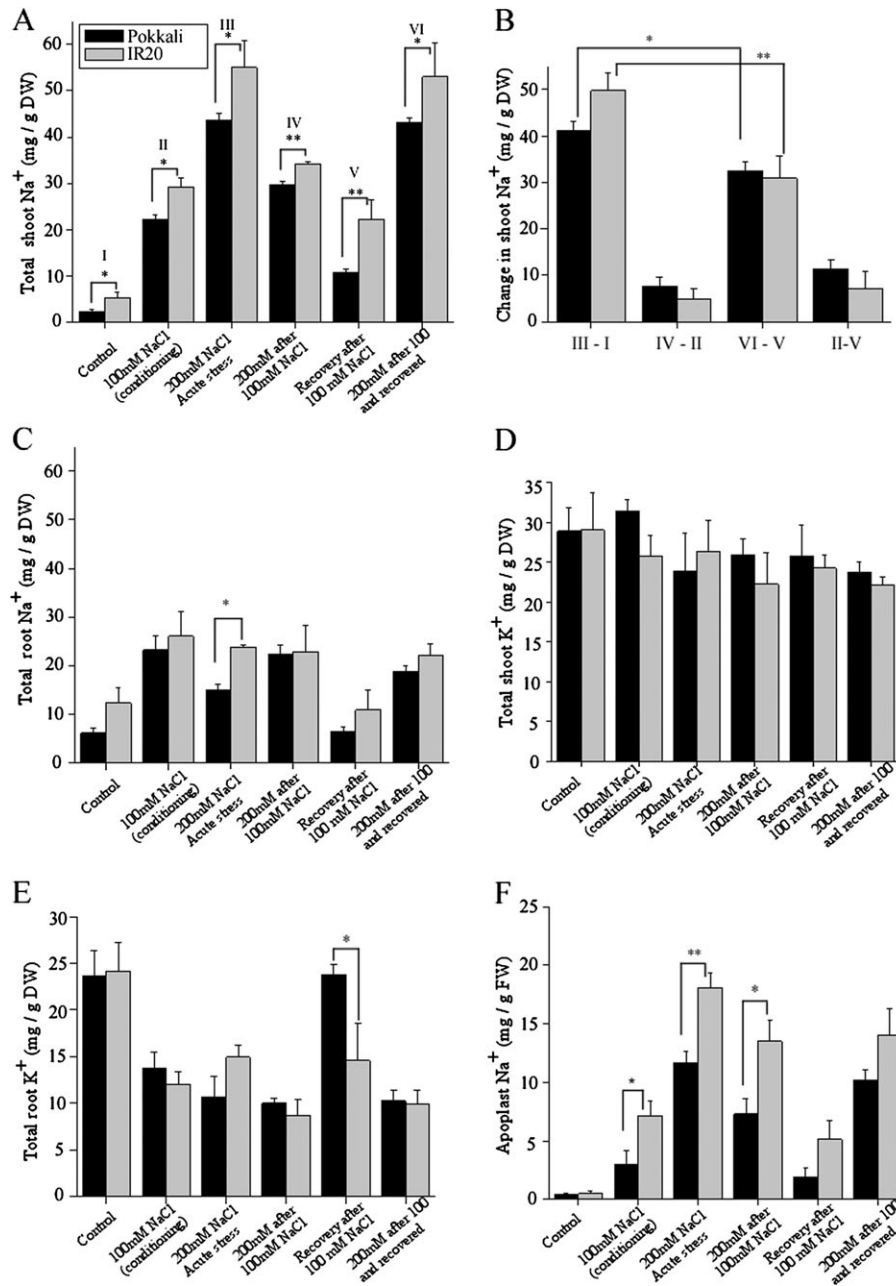 A
Pokkali
IR20
Total shoot Na+ (mg / g DW)
60
50
40
30
20
10
0
I
*
II
*
III
*
IV
**
V
**
VI
*
Control
100mM NaCl
(conditioning)
200mM NaCl
Acute stress
200mM after
100mM NaCl
Recovery after
100 mM NaCl
200mM after 100
and recovered
B
Change in shoot Na+ (mg / g DW)
50
40
30
20
10
0
*
**
III - I
IV - II
VI - V
II-V
C
Total root Na+ (mg / g DW)
60
50
40
30
20
10
0
*
Control
100mM NaCl
(conditioning)
200mM NaCl
Acute stress
200mM after
100mM NaCl
Recovery after
100 mM NaCl
200mM after 100
and recovered
D
Total shoot K+ (mg / g DW)
35
30
25
20
15
10
5
0
Control
100mM NaCl
(conditioning)
200mM NaCl
Acute stress
200mM after
100mM NaCl
Recovery after
100 mM NaCl
200mM after 100
and recovered
E
Total root K+ (mg / g DW)
30
25
20
15
10
5
0
*
Control
100mM NaCl
(conditioning)
200mM NaCl
Acute stress
200mM after
100mM NaCl
Recovery after
100 mM NaCl
200mM after 100
and recovered
F
Apoplast Na+ (mg / g FW)
25
20
15
10
5
0
*
**
*
Control
100mM NaCl
(conditioning)
200mM NaCl
Acute stress
200mM after
100mM NaCl
Recovery after
100 mM NaCl
200mM after 100
and recovered